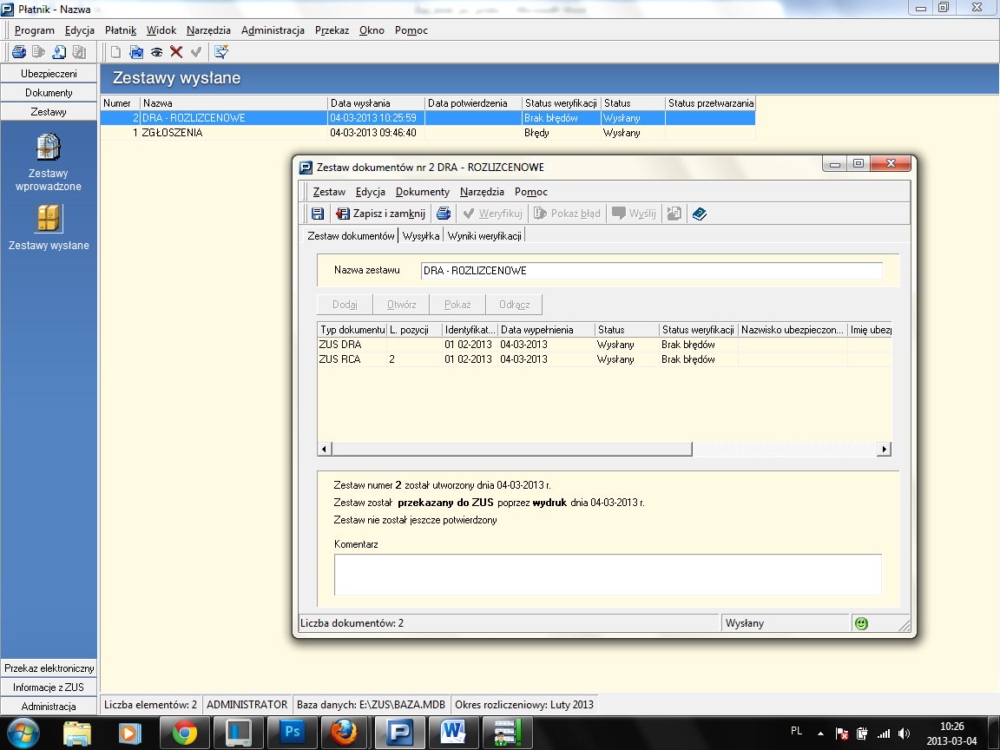 Płatnik - Nazwa
Program Edycja Płatnik Widok Narzędzia Administracja Przekaz Okno Pomoc
Ubezpieczeni
Dokumenty
Zestawy
Zestawy wprowadzone
Zestawy wysłane
Przekaz elektroniczny
Informacje z ZUS
Administracja
Zestawy wysłane
Numer Nazwa Data wysłania Data potwierdzenia Status weryfikacji Status Status przetwarzania
2 DRA - ROZLIZCENOWE 04-03-2013 10:25:59 Brak błędów Wysłany
1 ZGŁOSZENIA 04-03-2013 09:46:40 Błędy Wysłany
Zestaw dokumentów nr 2 DRA - ROZLIZCENOWE
Zestaw Edycja Dokumenty Narzędzia Pomoc
Zapisz i zamknij Weryfikuj Pokaż błąd Wyślij
Zestaw dokumentów Wysyłka Wyniki weryfikacji
Nazwa zestawu DRA - ROZLIZCENOWE
Dodaj Otwórz Pokaż Odłącz
Typ dokumentu L. pozycji Identyfikat... Data wypełnienia Status Status weryfikacji Nazwisko ubezpieczon... Imię ubezp
ZUS DRA 01 02-2013 04-03-2013 Wysłany Brak błędów
ZUS RCA 2 01 02-2013 04-03-2013 Wysłany Brak błędów
Zestaw numer 2 został utworzony dnia 04-03-2013 r.
Zestaw został przekazany do ZUS poprzez wydruk dnia 04-03-2013 r.
Zestaw nie został jeszcze potwierdzony
Komentarz
Liczba dokumentów: 2 Wysłany
Liczba elementów: 2 ADMINISTRATOR Baza danych: E:\ZUS\BAZA.MDB Okres rozliczeniowy: Luty 2013
Ps
PL
10:26
2013-03-04